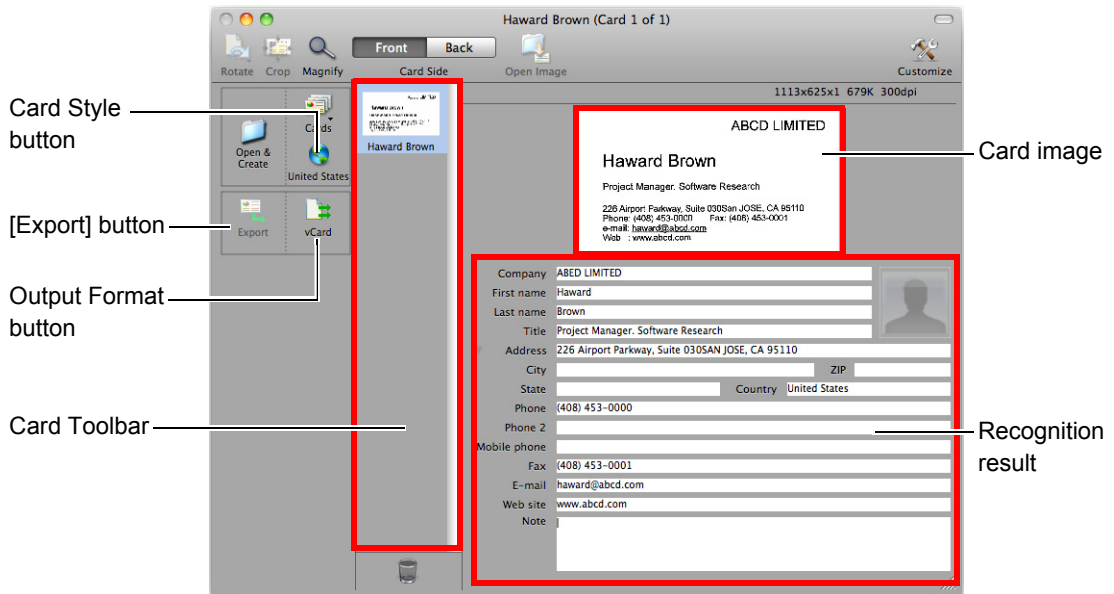 Haward Brown (Card 1 of 1)
Rotate Crop Magnify
Front Back
Card Side
Open Image
Customize
1113x625x1 679K 300dpi
Card Style
button
[Export] button
Output Format
button
Card Toolbar
Open &
Create
Cards
United States
Export
vCard
Haward Brown
ABCD LIMITED
Haward Brown
Project Manager. Software Research
226 Airport Parkway, Suite 030San JOSE, CA 95110
Phone: (408) 453-0000 Fax: (408) 453-0001
e-mail: haward@abcd.com
Web : www.abcd.com
Card image
Company ABED LIMITED
First name Haward
Last name Brown
Title Project Manager. Software Research
Address 226 Airport Parkway, Suite 030SAN JOSE, CA 95110
City ZIP
State Country United States
Phone (408) 453-0000
Phone 2
Mobile phone
Fax (408) 453-0001
E-mail haward@abcd.com
Web site www.abcd.com
Note
Recognition
result